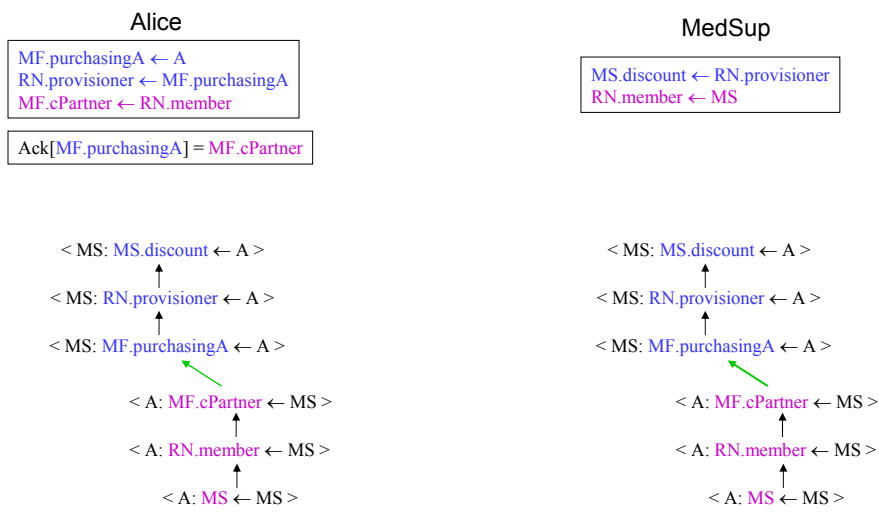 Alice
MF.purchasingA ← A
RN.provisioner ← MF.purchasingA
MF.cPartner ← RN.member
Ack[MF.purchasingA] = MF.cPartner
< MS: MS.discount ← A >
< MS: RN.provisioner ← A >
< MS: MF.purchasingA ← A >
< A: MF.cPartner ← MS >
< A: RN.member ← MS >
< A: MS ← MS >
MedSup
MS.discount ← RN.provisioner
RN.member ← MS
< MS: MS.discount ← A >
< MS: RN.provisioner ← A >
< MS: MF.purchasingA ← A >
< A: MF.cPartner ← MS >
< A: RN.member ← MS >
< A: MS ← MS >